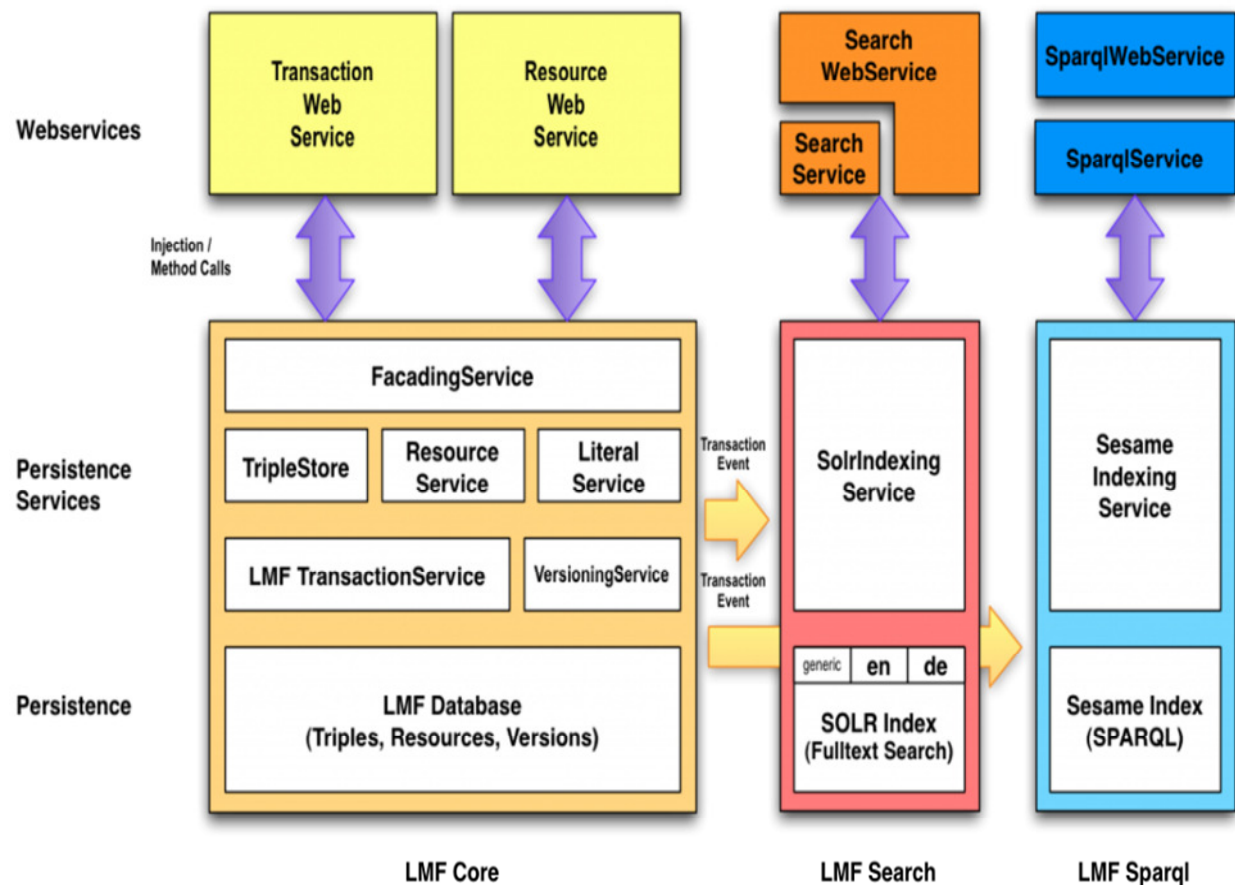 Transaction
Web
Service
Resource
Web
Service
Search
WebService
Search
Service
SparqlWebService
SparqlService
Webservices
Injection /
Method Calls
FacadingService
TripleStore
Resource
Service
Literal
Service
LMF TransactionService
VersioningService
LMF Database
(Triples, Resources, Versions)
Persistence
Services
Persistence
Transaction
Event
Transaction
Event
SolrIndexing
Service
generic
en
de
SOLR Index
(Fulltext Search)
Sesame
Indexing
Service
Sesame Index
(SPARQL)
LMF Core
LMF Search
LMF Sparql